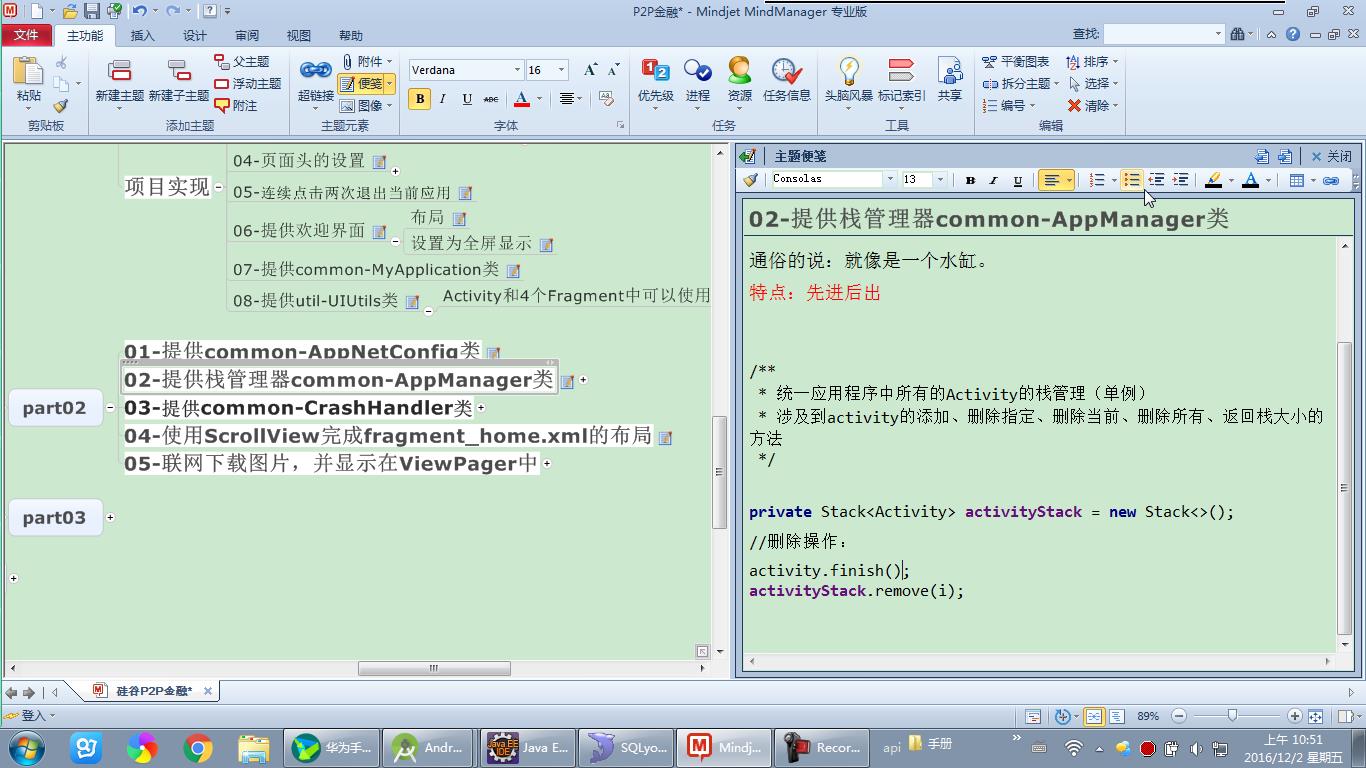 P2P金融* - Mindjet MindManager 专业版
文件 主功能 插入 设计 审阅 视图 帮助 查找:
粘贴 新建主题 新建子主题 父主题 浮动主题 附注 超链接 附件 便笺 图像
Verdana 16
B I U ABC A
优先级 进程 资源 任务信息 头脑风暴 标记索引 共享 平衡图表 拆分主题 编号 排序 选择 清除
剪贴板 添加主题 主题元素 字体 任务 工具 编辑
项目实现
04-页面头的设置
05-连续点击两次退出当前应用
06-提供欢迎界面
布局
设置为全屏显示
07-提供common-MyApplication类
08-提供util-UIUtils类
Activity和4个Fragment中可以使用
part02
01-提供common-AppNetConfig类
02-提供栈管理器common-AppManager类
03-提供common-CrashHandler类
04-使用ScrollView完成fragment_home.xml的布局
05-联网下载图片，并显示在ViewPager中
part03
主题便笺 关闭
Consolas 13 B I U A
02-提供栈管理器common-AppManager类
通俗的说：就像是一个水缸。
特点：先进后出
/**
* 统一应用程序中所有的Activity的栈管理（单例）
* 涉及到activity的添加、删除指定、删除当前、删除所有、返回栈大小的
方法
*/
private Stack<Activity> activityStack = new Stack<>();
//删除操作：
activity.finish();
activityStack.remove(i);
硅谷P2P金融*
登入 89%
华为手... Andr... Java E... SQLyo... Mindj... Recor... api 手册
上午 10:51
2016/12/2 星期五